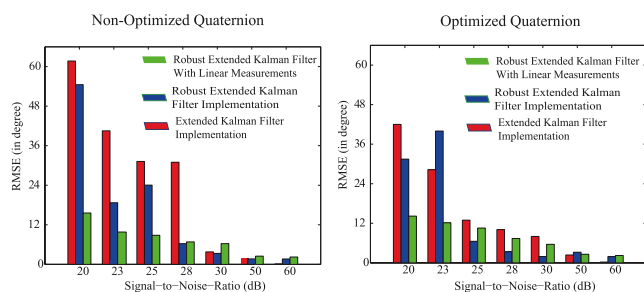 Non-Optimized Quaternion
60
48
36
24
12
0
RMSE (in degree)
Robust Extended Kalman Filter
With Linear Measurements
Robust Extended Kalman
Filter Implementation
Extended Kalman Filter
Implementation
20 23 25 28 30 50 60
Signal-to-Noise-Ratio (dB)
Optimized Quaternion
60
48
36
24
12
0
RMSE (in degree)
Robust Extended Kalman Filter
With Linear Measurements
Robust Extended Kalman
Filter Implementation
Extended Kalman Filter
Implementation
20 23 25 28 30 50 60
Signal-to-Noise-Ratio (dB)